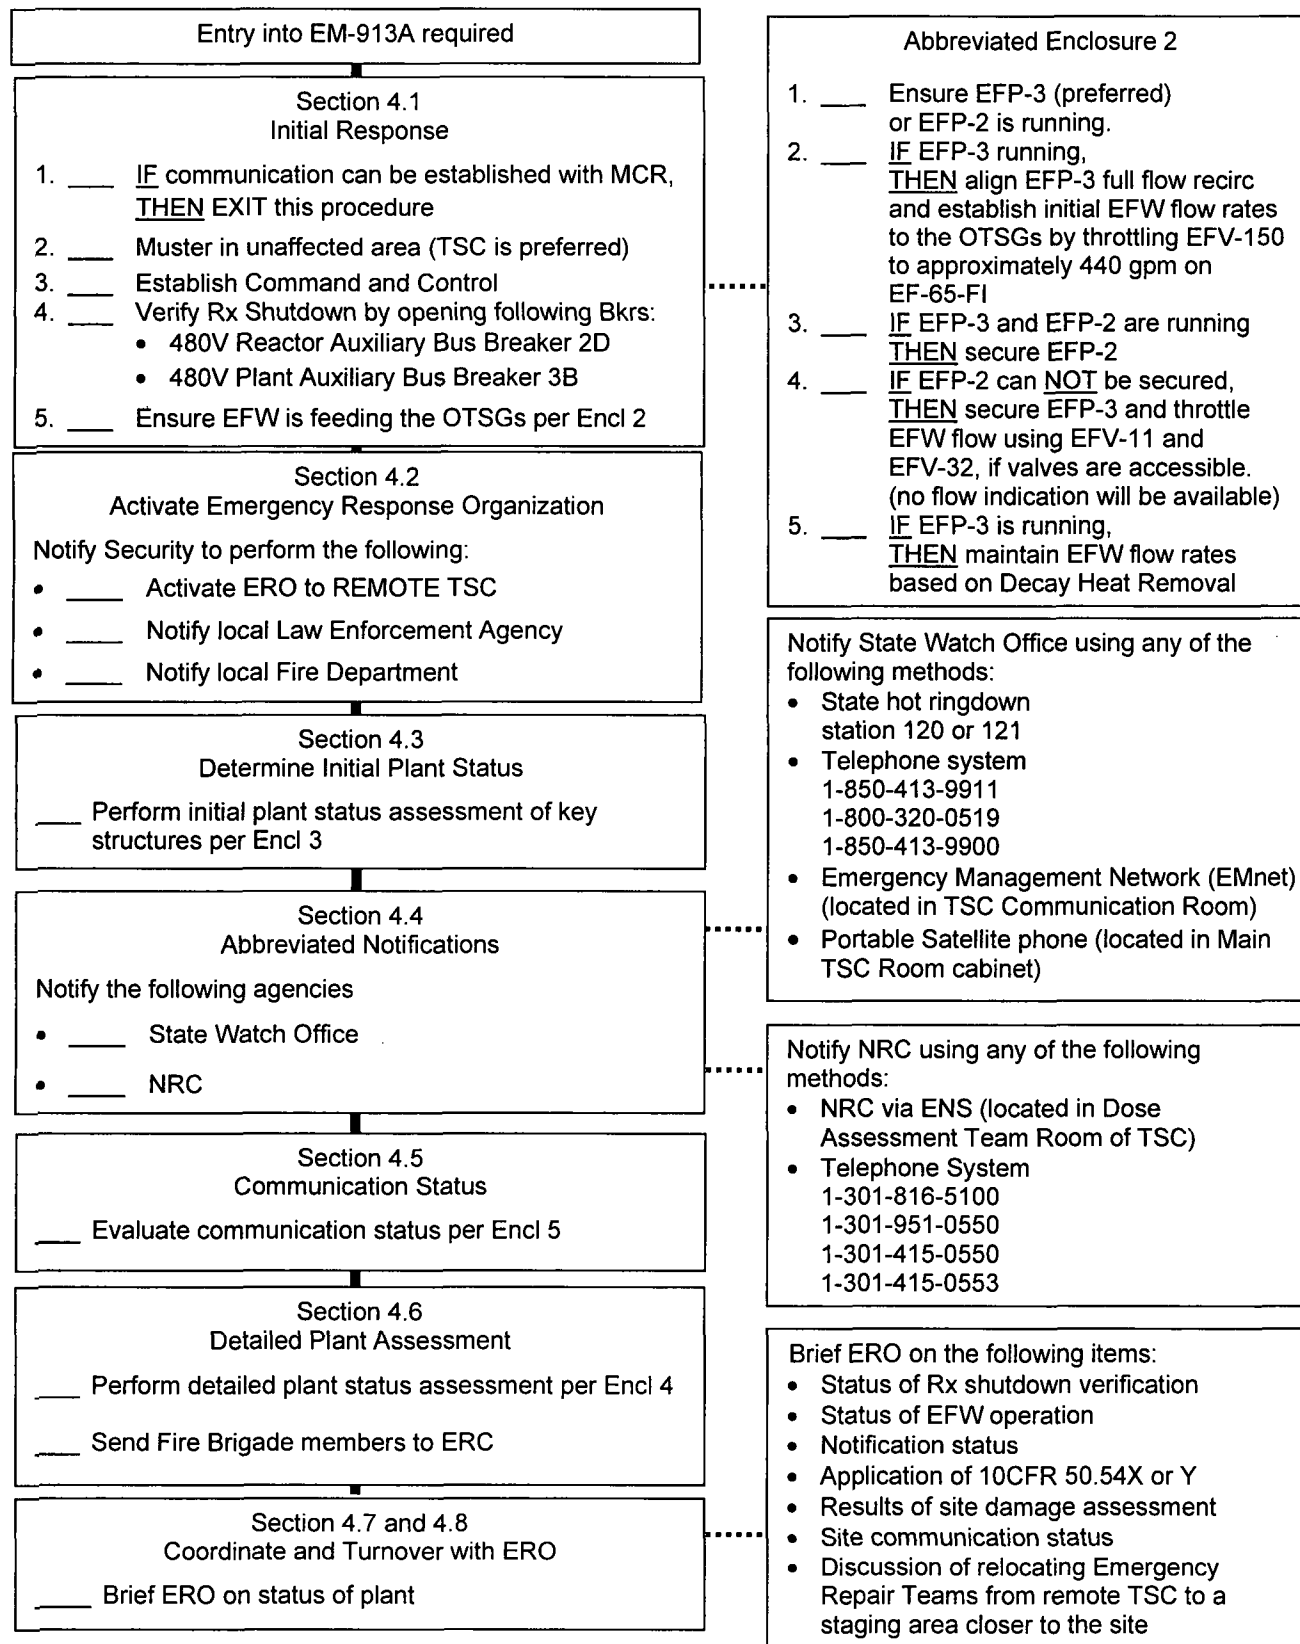 Entry into EM-913A required
Section 4.1
Initial Response
1. ___ IF communication can be established with MCR,
THEN EXIT this procedure
2. ___ Muster in unaffected area (TSC is preferred)
3. ___ Establish Command and Control
4. ___ Verify Rx Shutdown by opening following Bkrs:
• 480V Reactor Auxiliary Bus Breaker 2D
• 480V Plant Auxiliary Bus Breaker 3B
5. ___ Ensure EFW is feeding the OTSGs per Encl 2
Section 4.2
Activate Emergency Response Organization
Notify Security to perform the following:
• ____ Activate ERO to REMOTE TSC
• ____ Notify local Law Enforcement Agency
• ____ Notify local Fire Department
Section 4.3
Determine Initial Plant Status
___ Perform initial plant status assessment of key
structures per Encl 3
Section 4.4
Abbreviated Notifications
Notify the following agencies
• ____ State Watch Office
• ____ NRC
Section 4.5
Communication Status
___ Evaluate communication status per Encl 5
Section 4.6
Detailed Plant Assessment
___ Perform detailed plant status assessment per Encl 4
___ Send Fire Brigade members to ERC
Section 4.7 and 4.8
Coordinate and Turnover with ERO
____ Brief ERO on status of plant
Abbreviated Enclosure 2
1. ___ Ensure EFP-3 (preferred)
or EFP-2 is running.
2. ___ IF EFP-3 running,
THEN align EFP-3 full flow recirc
and establish initial EFW flow rates
to the OTSGs by throttling EFV-150
to approximately 440 gpm on
EF-65-FI
3. ___ IF EFP-3 and EFP-2 are running
THEN secure EFP-2
4. ___ IF EFP-2 can NOT be secured,
THEN secure EFP-3 and throttle
EFW flow using EFV-11 and
EFV-32, if valves are accessible.
(no flow indication will be available)
5. ___ IF EFP-3 is running,
THEN maintain EFW flow rates
based on Decay Heat Removal
Notify State Watch Office using any of the
following methods:
• State hot ringdown
station 120 or 121
• Telephone system
1-850-413-9911
1-800-320-0519
1-850-413-9900
• Emergency Management Network (EMnet)
(located in TSC Communication Room)
• Portable Satellite phone (located in Main
TSC Room cabinet)
Notify NRC using any of the following
methods:
• NRC via ENS (located in Dose
Assessment Team Room of TSC)
• Telephone System
1-301-816-5100
1-301-951-0550
1-301-415-0550
1-301-415-0553
Brief ERO on the following items:
• Status of Rx shutdown verification
• Status of EFW operation
• Notification status
• Application of 10CFR 50.54X or Y
• Results of site damage assessment
• Site communication status
• Discussion of relocating Emergency
Repair Teams from remote TSC to a
staging area closer to the site